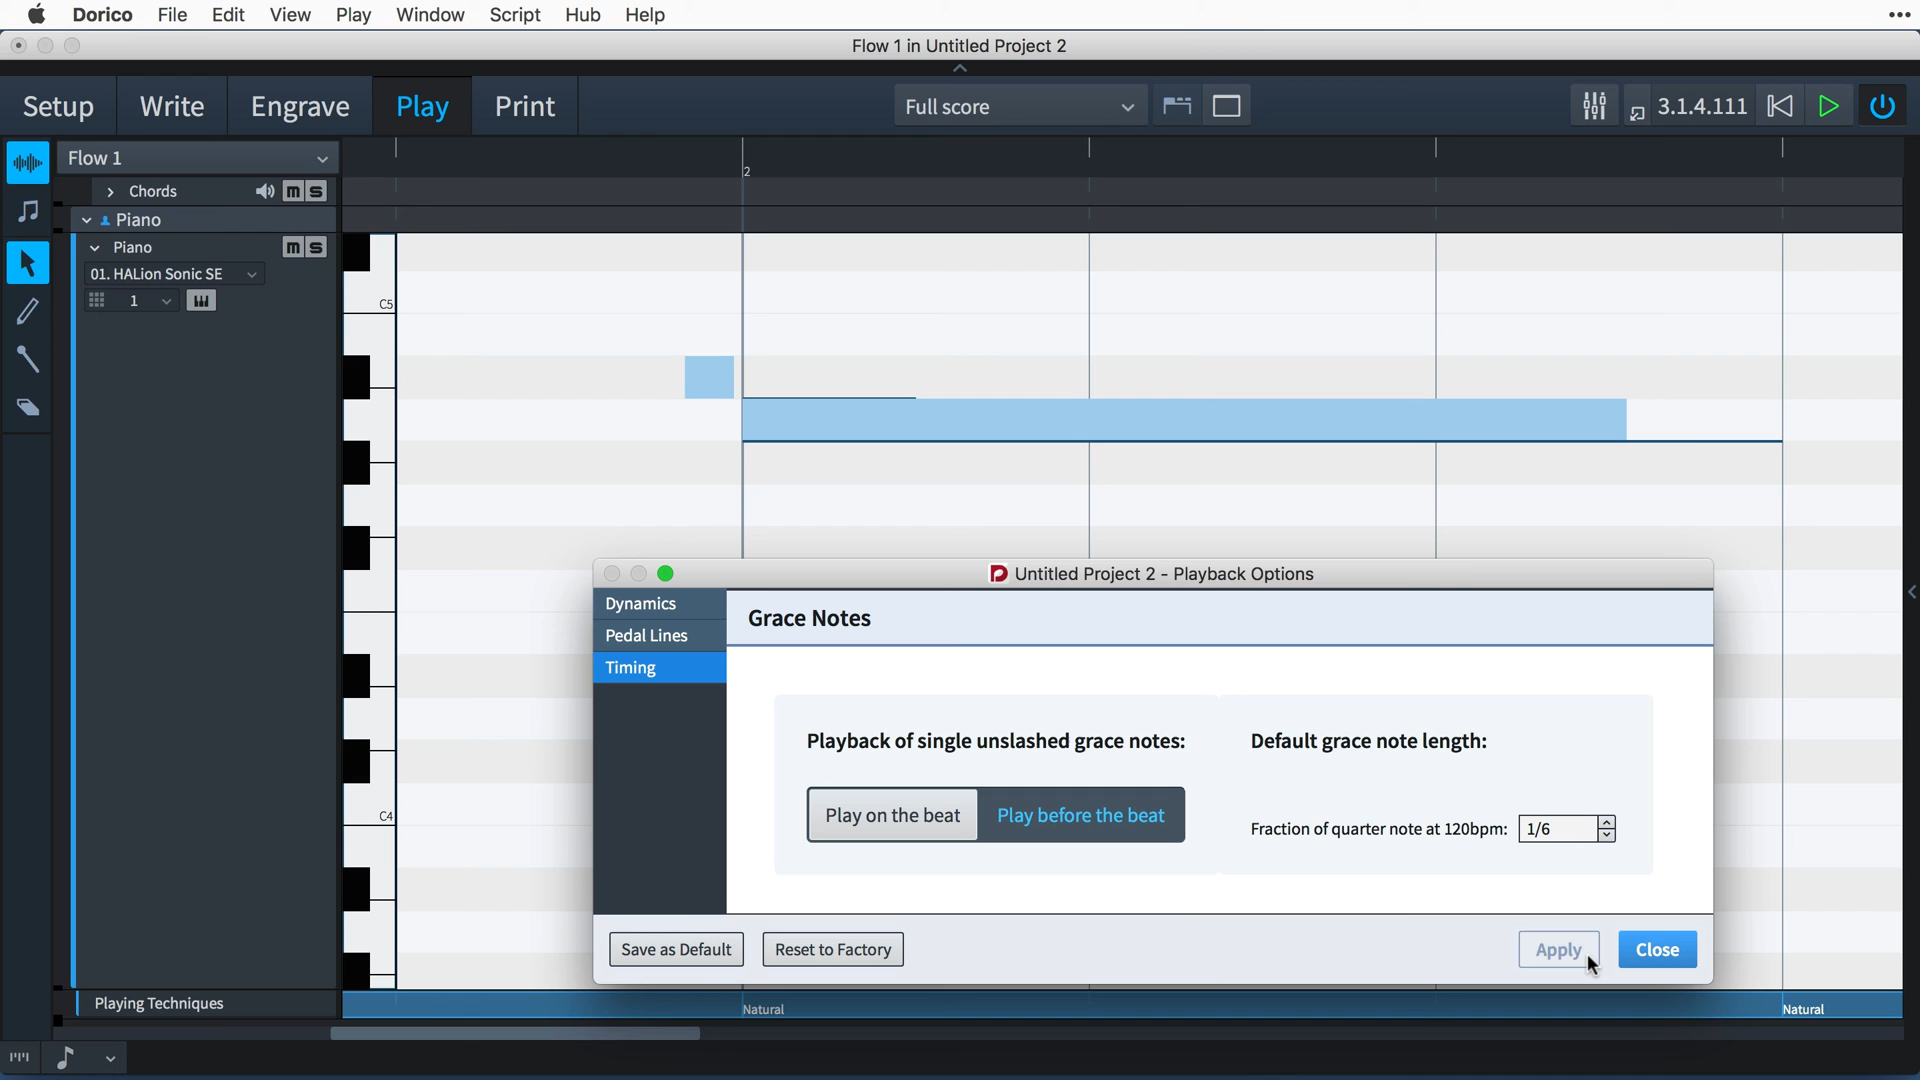 Dorico File Edit View Play Window Script Hub Help
Flow 1 in Untitled Project 2
Setup Write Engrave Play Print Full score 3.1.4.111
Flow 1
2
Chords m s
Piano
Piano m s
01. HALion Sonic SE
1
C5
C4
Untitled Project 2 - Playback Options
Dynamics
Pedal Lines
Timing
Grace Notes
Playback of single unslashed grace notes: Default grace note length:
Play on the beat Play before the beat
Fraction of quarter note at 120bpm: 1/6
Save as Default Reset to Factory Apply Close
Playing Techniques
Natural Natural